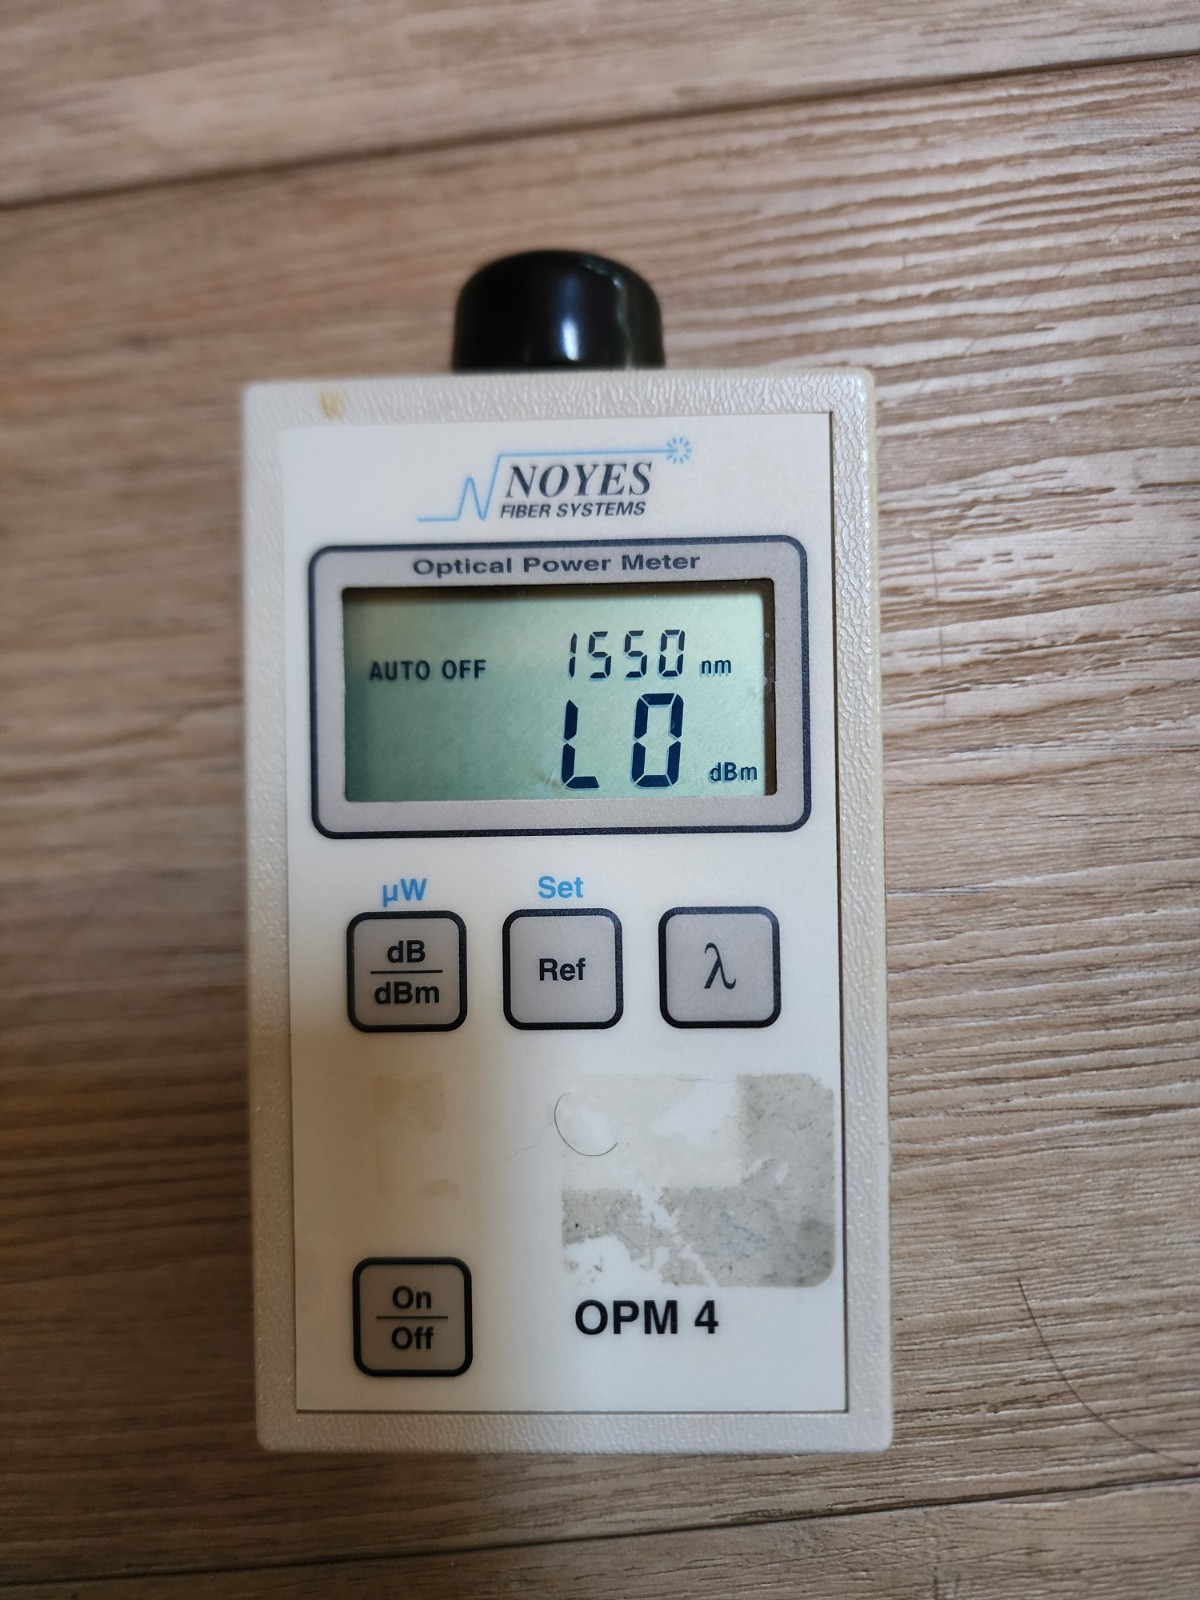 NOYES
FIBER SYSTEMS
Optical Power Meter
AUTO OFF 1550 nm
LO dBm
µW Set
dB
dBm
Ref
λ
On
Off
OPM 4